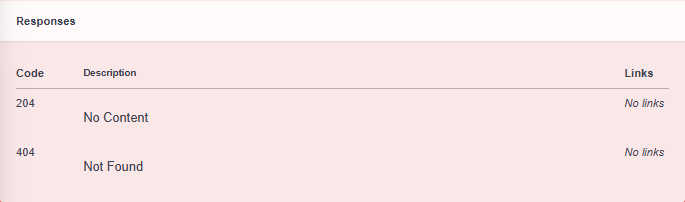 Responses
Code Description Links
204 No links
No Content
404 No links
Not Found